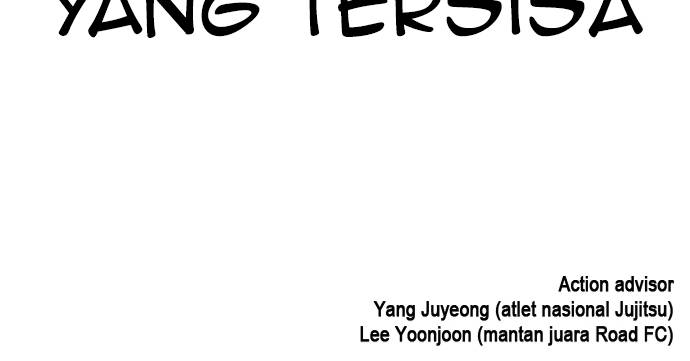 YANG TERSISA
Action advisor
Yang Juyeong (atlet nasional Jujitsu)
Lee Yoonjoon (mantan juara Road FC)